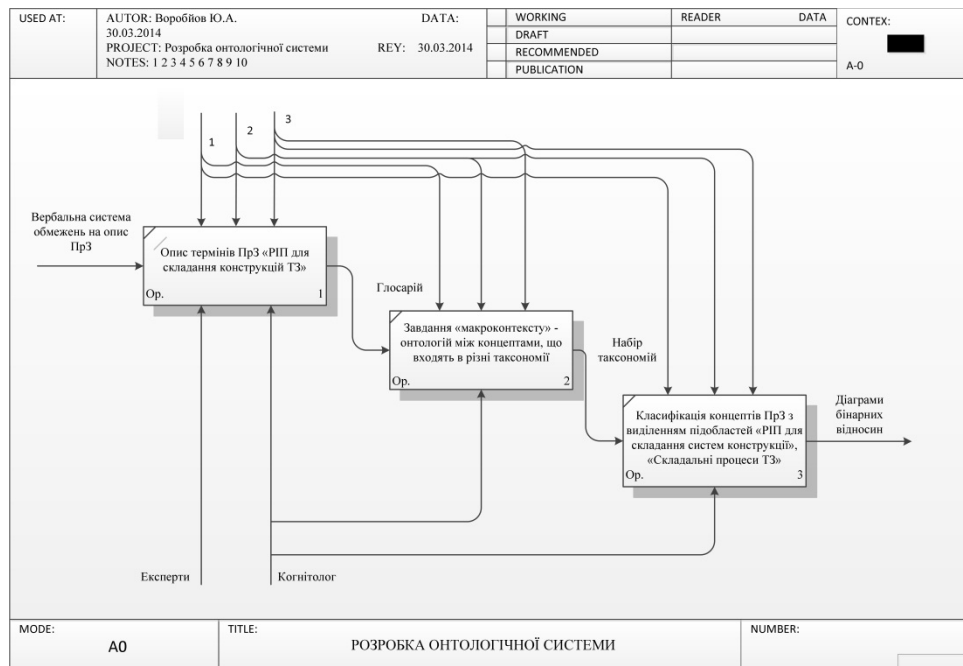 USED AT:
AUTOR: Воробйов Ю.А.
DATA:
30.03.2014
PROJECT: Розробка онтологічної системи
REY: 30.03.2014
NOTES: 1 2 3 4 5 6 7 8 9 10
WORKING
DRAFT
RECOMMENDED
PUBLICATION
READER
DATA
CONTEX:
A-0
1
2
3
Вербальна система
обмежень на опис
ПрЗ
Опис термінів ПрЗ «РІП для
складання конструкцій ТЗ»
Ор.
1
Глосарій
Завдання «макроконтексту» -
онтологій між концептами, що
входять в різні таксономії
Ор.
2
Набір
таксономій
Класифікація концептів ПрЗ з
виділенням підобластей «РІП для
складання систем конструкції»,
«Складальні процеси ТЗ»
Ор.
3
Діаграми
бінарних
відносин
Експерти
Когнітолог
MODE:
A0
TITLE:
РОЗРОБКА ОНТОЛОГІЧНОЇ СИСТЕМИ
NUMBER: